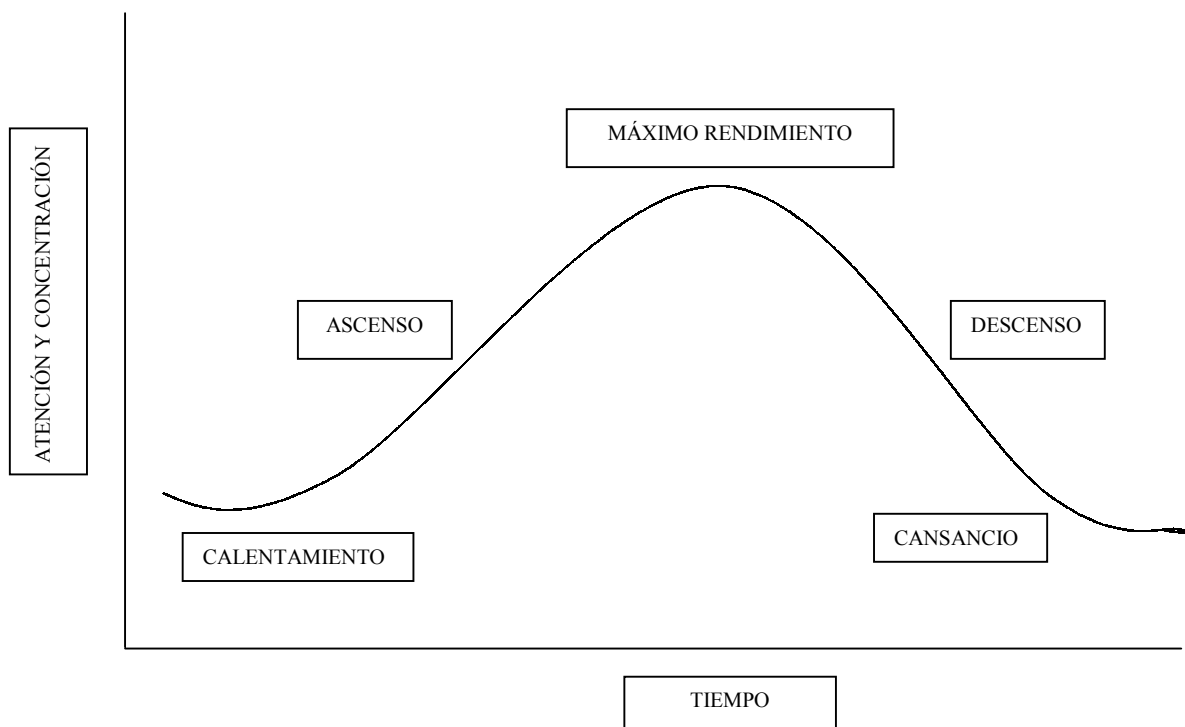 MÁXIMO RENDIMIENTO
ATENCIÓN Y CONCENTRACIÓN
ASCENSO
DESCENSO
CALENTAMIENTO
CANSANCIO
TIEMPO